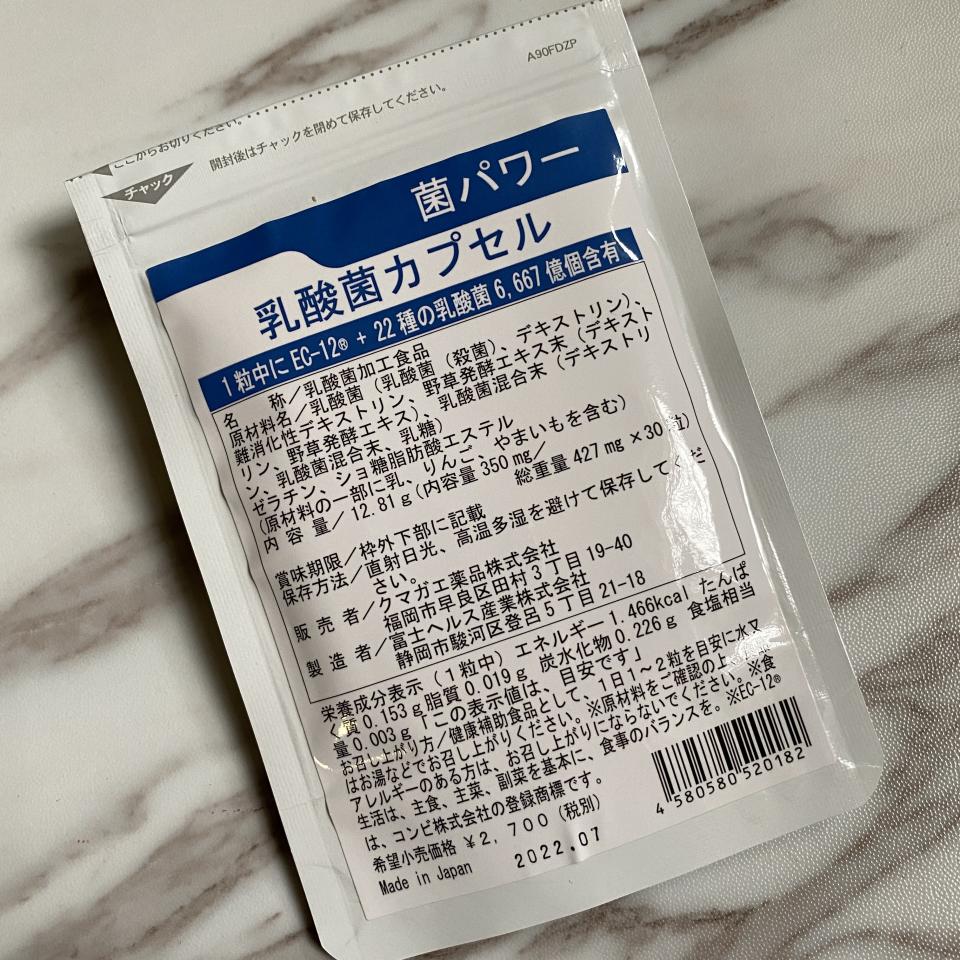 A90FDZP
ここからお切りください。
チャック
開封後はチャックを閉めて保存してください。
菌パワー
乳酸菌カプセル
1粒中にEC-12® + 22種の乳酸菌6,667億個含有
名称/乳酸菌加工食品
原材料名/乳酸菌(乳酸菌(殺菌)、デキストリン)、
難消化性デキストリン、野草発酵エキス末(デキスト
リン、野草発酵エキス)、乳酸菌混合末(デキストリ
ン、乳酸菌混合末、乳糖)
ゼラチン、ショ糖脂肪酸エステル
(原材料の一部に乳、りんご、やまいもを含む)
内容量/12.81g(内容量350mg/
総重量427mg×30粒)
賞味期限/枠外下部に記載
保存方法/直射日光、高温多湿を避けて保存してくだ
さい。
販売者/クマガエ薬品株式会社
福岡市早良区田村3丁目19-40
製造者/富士ヘルス産業株式会社
静岡市駿河区登呂5丁目21-18
栄養成分表示(1粒中)エネルギー1.466kcal たんぱ
く質0.153g脂質0.019g 炭水化物0.226g 食塩相当
量0.003g「この表示値は、目安です」
お召し上がり方/健康補助食品として、1日1~2粒を目安に水又
はお湯などでお召し上がりください。※原材料をご確認の上、
アレルギーのある方は、お召し上がりにならないでください。※食
生活は、主食、主菜、副菜を基本に、食事のバランスを。※EC-12®
は、コンビ株式会社の登録商標です。
希望小売価格 ¥2,700(税別)
Made in Japan
2022.07
4580580520182